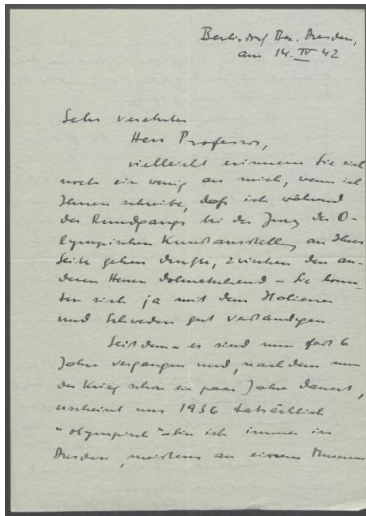 Berlisdorf Bez. Dresden,
am 14. IV 42
Sehr verehrter
Herr Professor,
vielleicht erinnern Sie sich
noch ein wenig an mich, wenn ich
Ihnen schreibe, daß ich während
des Rundgangs bei der Jury der O-
lympischen Kunstausstellung an Ihrer
Seite gehen durfte, zwischen den an-
deren Herren dolmetschend – Sie konn-
ten sich ja mit dem Italiener
und Schweden gut verständigen.
Seitdem – es sind nun fast 6
Jahre vergangen und, nachdem nun
der Krieg schon ein paar Jahre dauert,
erscheint uns 1936 tatsächlich
"olympisch" – bin ich immer in
Dresden, meistens an einem Museum